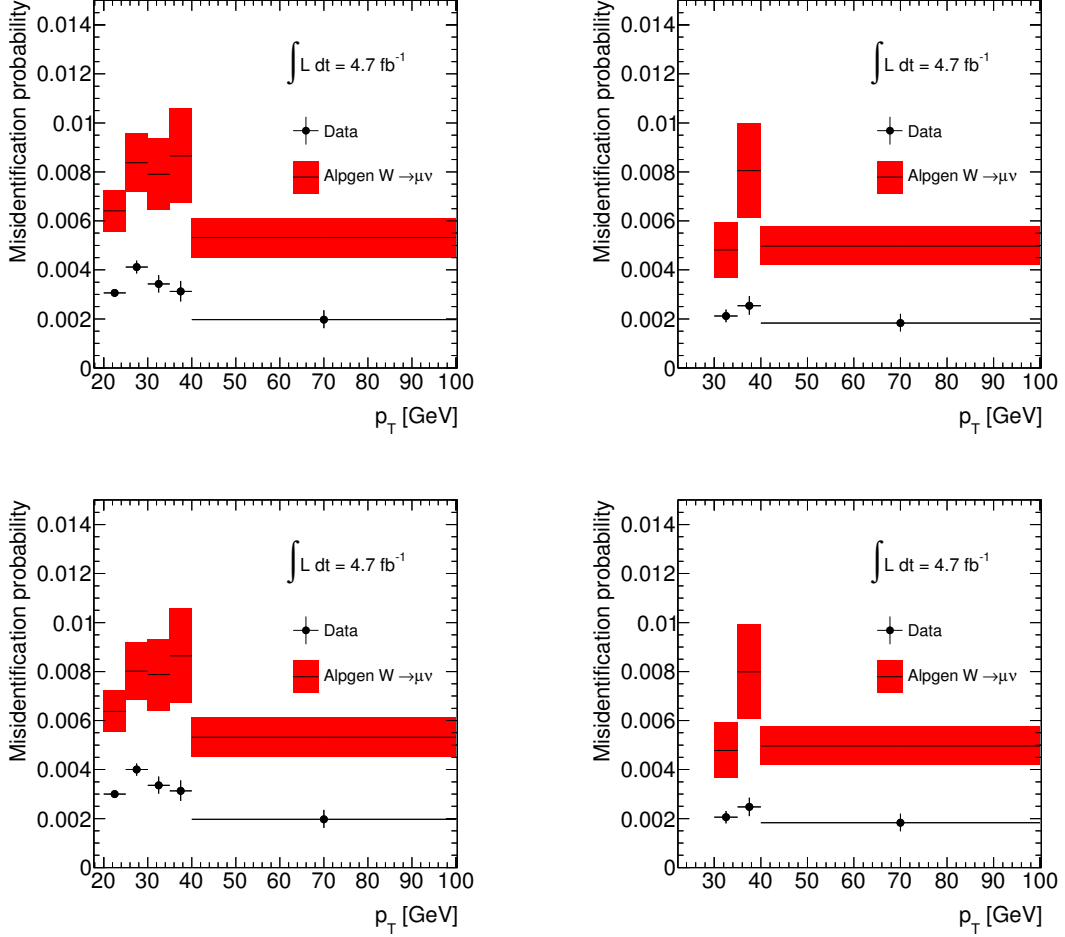 Misidentification probability
0.014
0.012
0.01
0.008
0.006
0.004
0.002
0
∫ L dt = 4.7 fb⁻¹
Data
Alpgen W →μν
20 30 40 50 60 70 80 90 100
p_T [GeV]
Misidentification probability
0.014
0.012
0.01
0.008
0.006
0.004
0.002
0
∫ L dt = 4.7 fb⁻¹
Data
Alpgen W →μν
30 40 50 60 70 80 90 100
p_T [GeV]
Misidentification probability
0.014
0.012
0.01
0.008
0.006
0.004
0.002
0
∫ L dt = 4.7 fb⁻¹
Data
Alpgen W →μν
20 30 40 50 60 70 80 90 100
p_T [GeV]
Misidentification probability
0.014
0.012
0.01
0.008
0.006
0.004
0.002
0
∫ L dt = 4.7 fb⁻¹
Data
Alpgen W →μν
30 40 50 60 70 80 90 100
p_T [GeV]